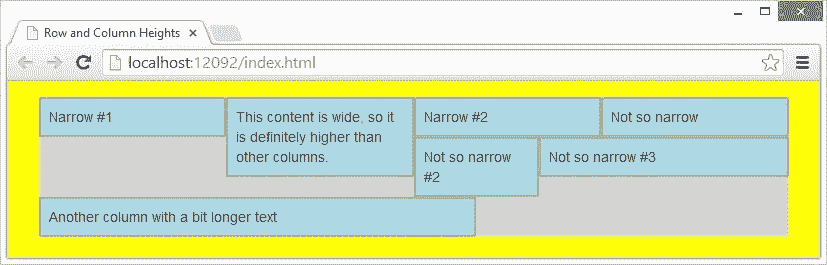 Row and Column Heights
localhost:12092/index.html
Narrow #1
This content is wide, so it
is definitely higher than
other columns.
Narrow #2
Not so narrow
Not so narrow
#2
Not so narrow #3
Another column with a bit longer text